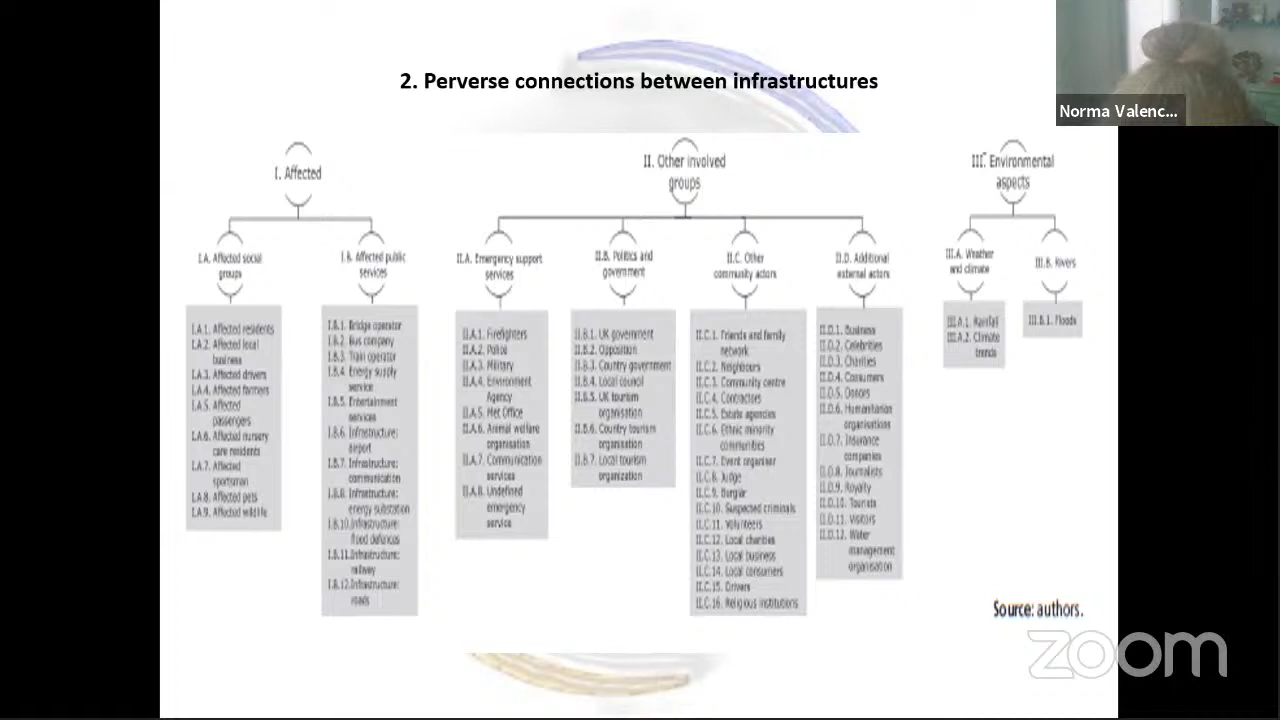 2. Perverse connections between infrastructures
Norma Valenc...
I. Affected
II. Other involved
groups
III. Environmental
aspects
I.A. Affected social
groups
I.B. Affected public
services
II.A. Emergency support
services
II.B. Politics and
government
II.C. Other
community actors
II.D. Additional
external actors
III.A. Weather
and climate
III.B. Rivers
I.A.1. Affected residents
I.A.2. Affected local
business
I.A.3. Affected drivers
I.A.4. Affected farmers
I.A.5. Affected
passengers
I.A.6. Affected nursery
care residents
I.A.7. Affected
sportsman
I.A.8. Affected pets
I.A.9. Affected wildlife
I.B.1. Bridge operator
I.B.2. Bus company
I.B.3. Train operator
I.B.4. Energy supply
service
I.B.5. Entertainment
services
I.B.6. Infrastructure:
airport
I.B.7. Infrastructure:
communication
I.B.8. Infrastructure:
energy substation
I.B.10. Infrastructure:
flood defences
I.B.11. Infrastructure:
railway
I.B.12. Infrastructure:
roads
II.A.1. Firefighters
II.A.2. Police
II.A.3. Military
II.A.4. Environment
Agency
II.A.5. Met Office
II.A.6. Animal welfare
organisation
II.A.7. Communication
services
II.A.8. Undefined
emergency
service
II.B.1. UK government
II.B.2. Opposition
II.B.3. Country government
II.B.4. Local council
II.B.5. UK tourism
organisation
II.B.6. Country tourism
organisation
II.B.7. Local tourism
organization
II.C.1. Friends and family
network
II.C.2. Neighbours
II.C.3. Community centre
II.C.4. Contractors
II.C.5. Estate agencies
II.C.6. Ethnic minority
communities
II.C.7. Event organiser
II.C.8. Judge
II.C.9. Burglar
II.C.10. Suspected criminals
II.C.11. Volunteers
II.C.12. Local charities
II.C.13. Local business
II.C.14. Local consumers
II.C.15. Drivers
II.C.16. Religious institutions
II.D.1. Business
II.D.2. Celebrities
II.D.3. Charities
II.D.4. Consumers
II.D.5. Donors
II.D.6. Humanitarian
organisations
II.D.7. Insurance
companies
II.D.8. Journalists
II.D.9. Royalty
II.D.10. Tourists
II.D.11. Visitors
II.D.12. Water
management
organisation
III.A.1. Rainfall
III.A.2. Climate
trends
III.B.1. Floods
Source: authors.
zoom